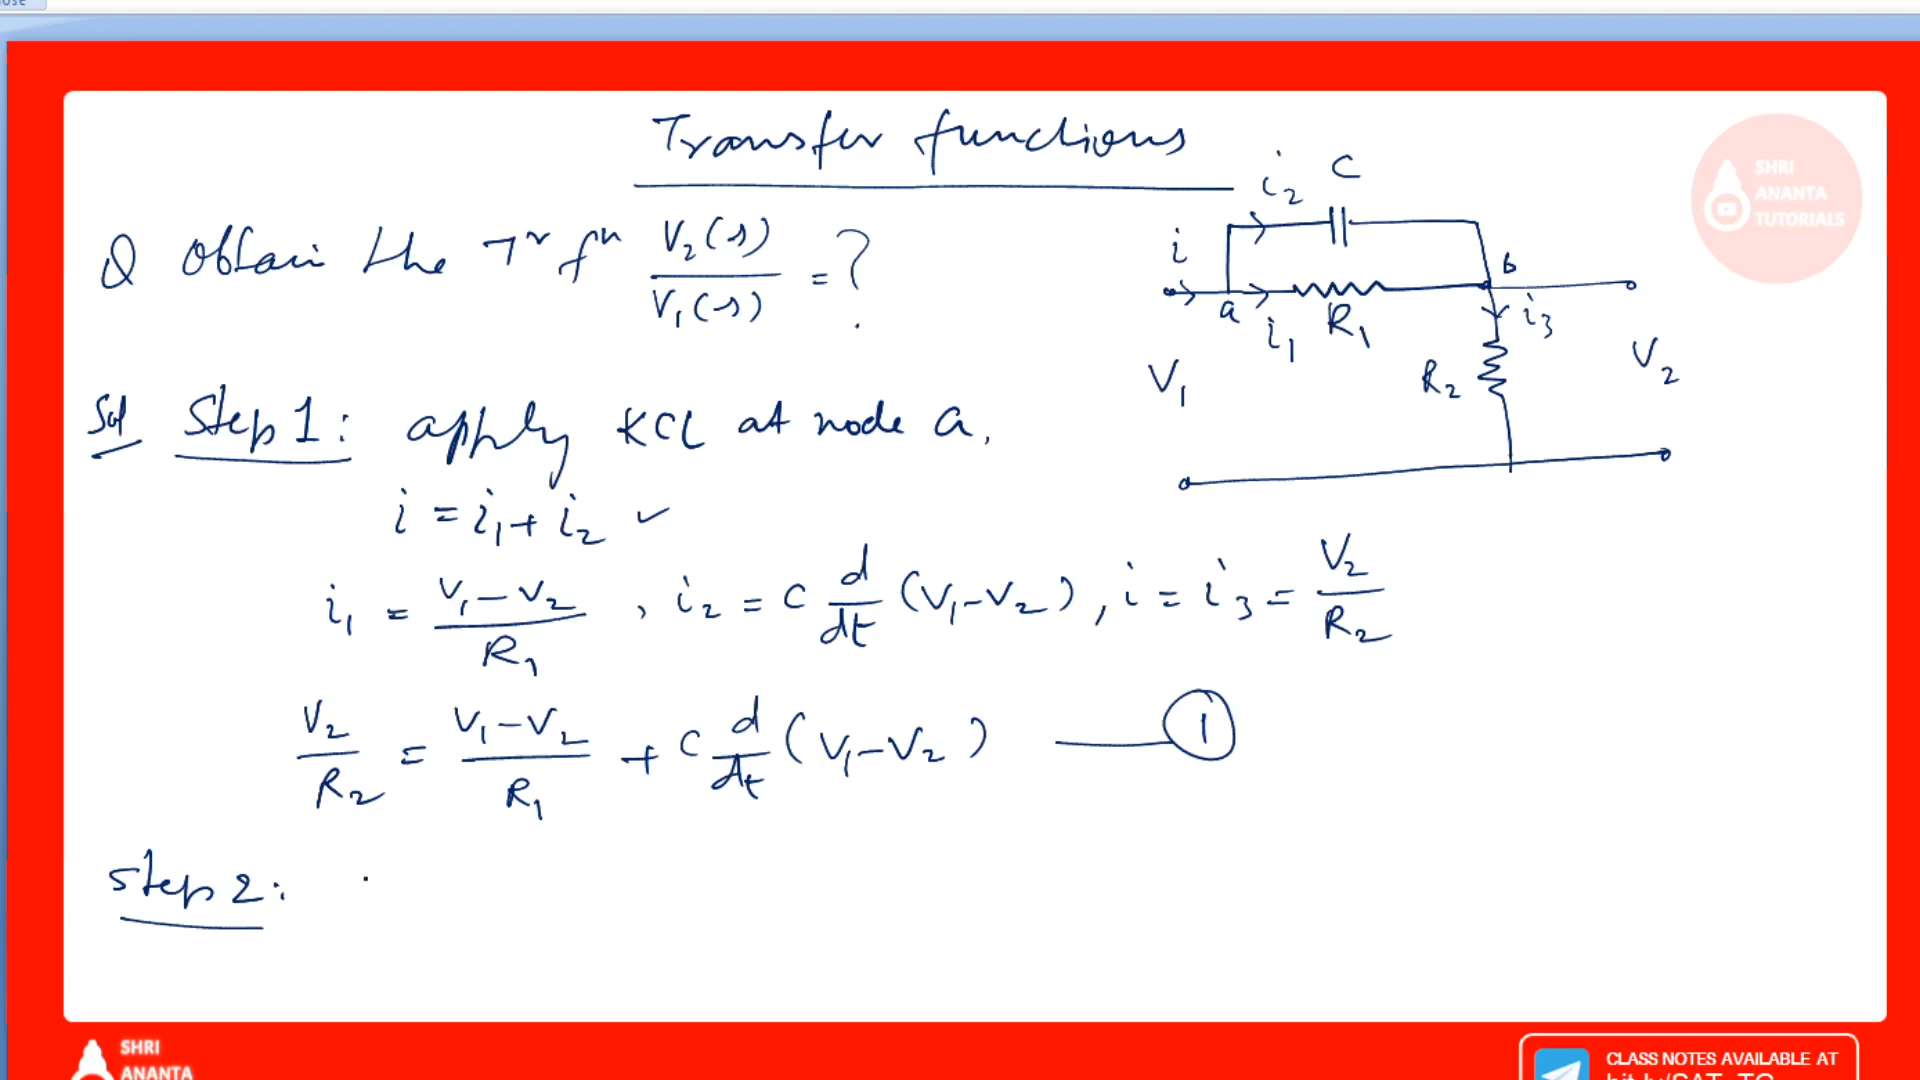 Transfer functions
Q obtain the Tʳ fⁿ V₂(s) / V₁(s) = ?
i i₂ C
a i₁ R₁ b i₃
V₁ R₂ V₂
SHRI
ANANTA
TUTORIALS
Sol Step 1: apply KCL at node a.
i = i₁ + i₂ ✓
i₁ = V₁ - V₂ / R₁ , i₂ = C d/dt (V₁ - V₂), i = i₃ = V₂ / R₂
V₂ / R₂ = V₁ - V₂ / R₁ + C d/dt (V₁ - V₂) —— 1
Step 2:
SHRI
ANANTA
CLASS NOTES AVAILABLE AT